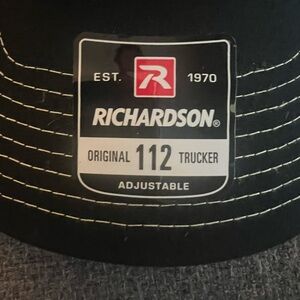 EST. R 1970
RICHARDSON®
ORIGINAL 112 TRUCKER
ADJUSTABLE